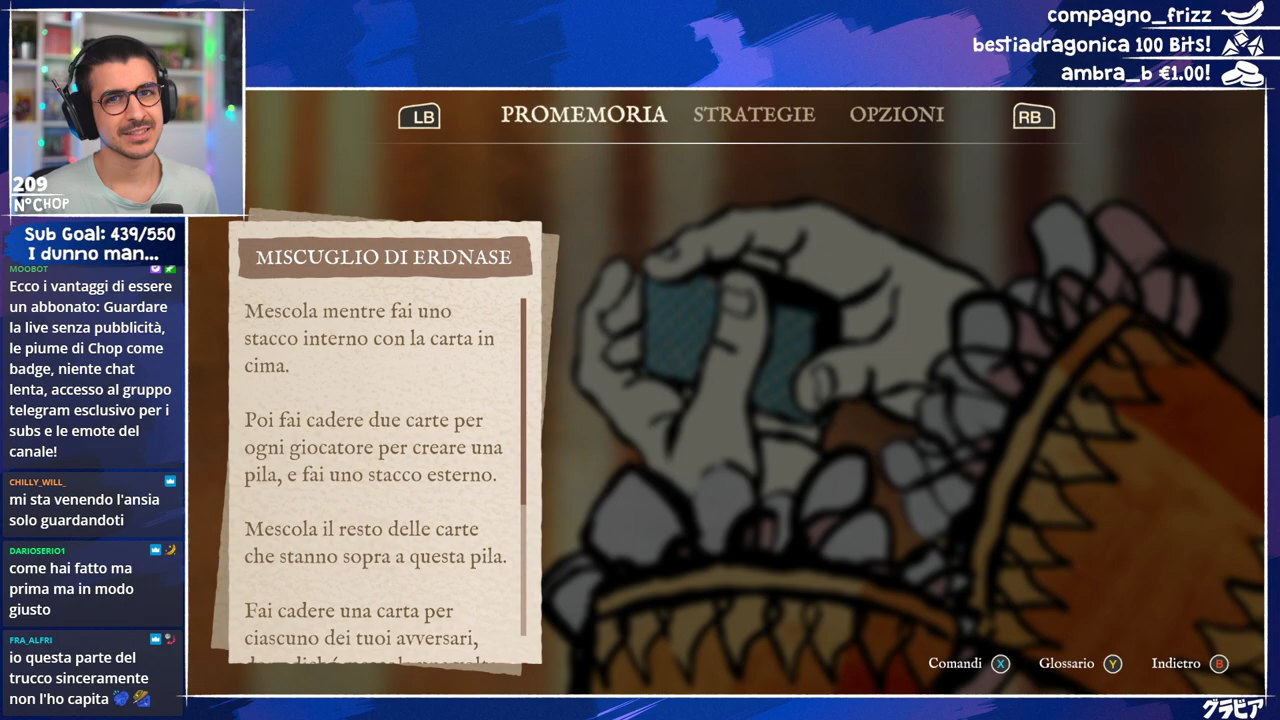 compagno_frizz
bestiadragonica 100 Bits!
ambra_b €1.00!
209
N°CHOP
Sub Goal: 439/550
I dunno man...
MOOBOT
Ecco i vantaggi di essere
un abbonato: Guardare
la live senza pubblicità,
le piume di Chop come
badge, niente chat
lenta, accesso al gruppo
telegram esclusivo per i
subs e le emote del
canale!
CHILLY_WILL_
mi sta venendo l'ansia
solo guardandoti
DARIOSERIO1
come hai fatto ma
prima ma in modo
giusto
FRA_ALFRI
io questa parte del
trucco sinceramente
non l'ho capita
LB PROMEMORIA STRATEGIE OPZIONI RB
MISCUGLIO DI ERDNASE
Mescola mentre fai uno
stacco interno con la carta in
cima.
Poi fai cadere due carte per
ogni giocatore per creare una
pila, e fai uno stacco esterno.
Mescola il resto delle carte
che stanno sopra a questa pila.
Fai cadere una carta per
ciascuno dei tuoi avversari,
Comandi X Glossario Y Indietro B
グラビア